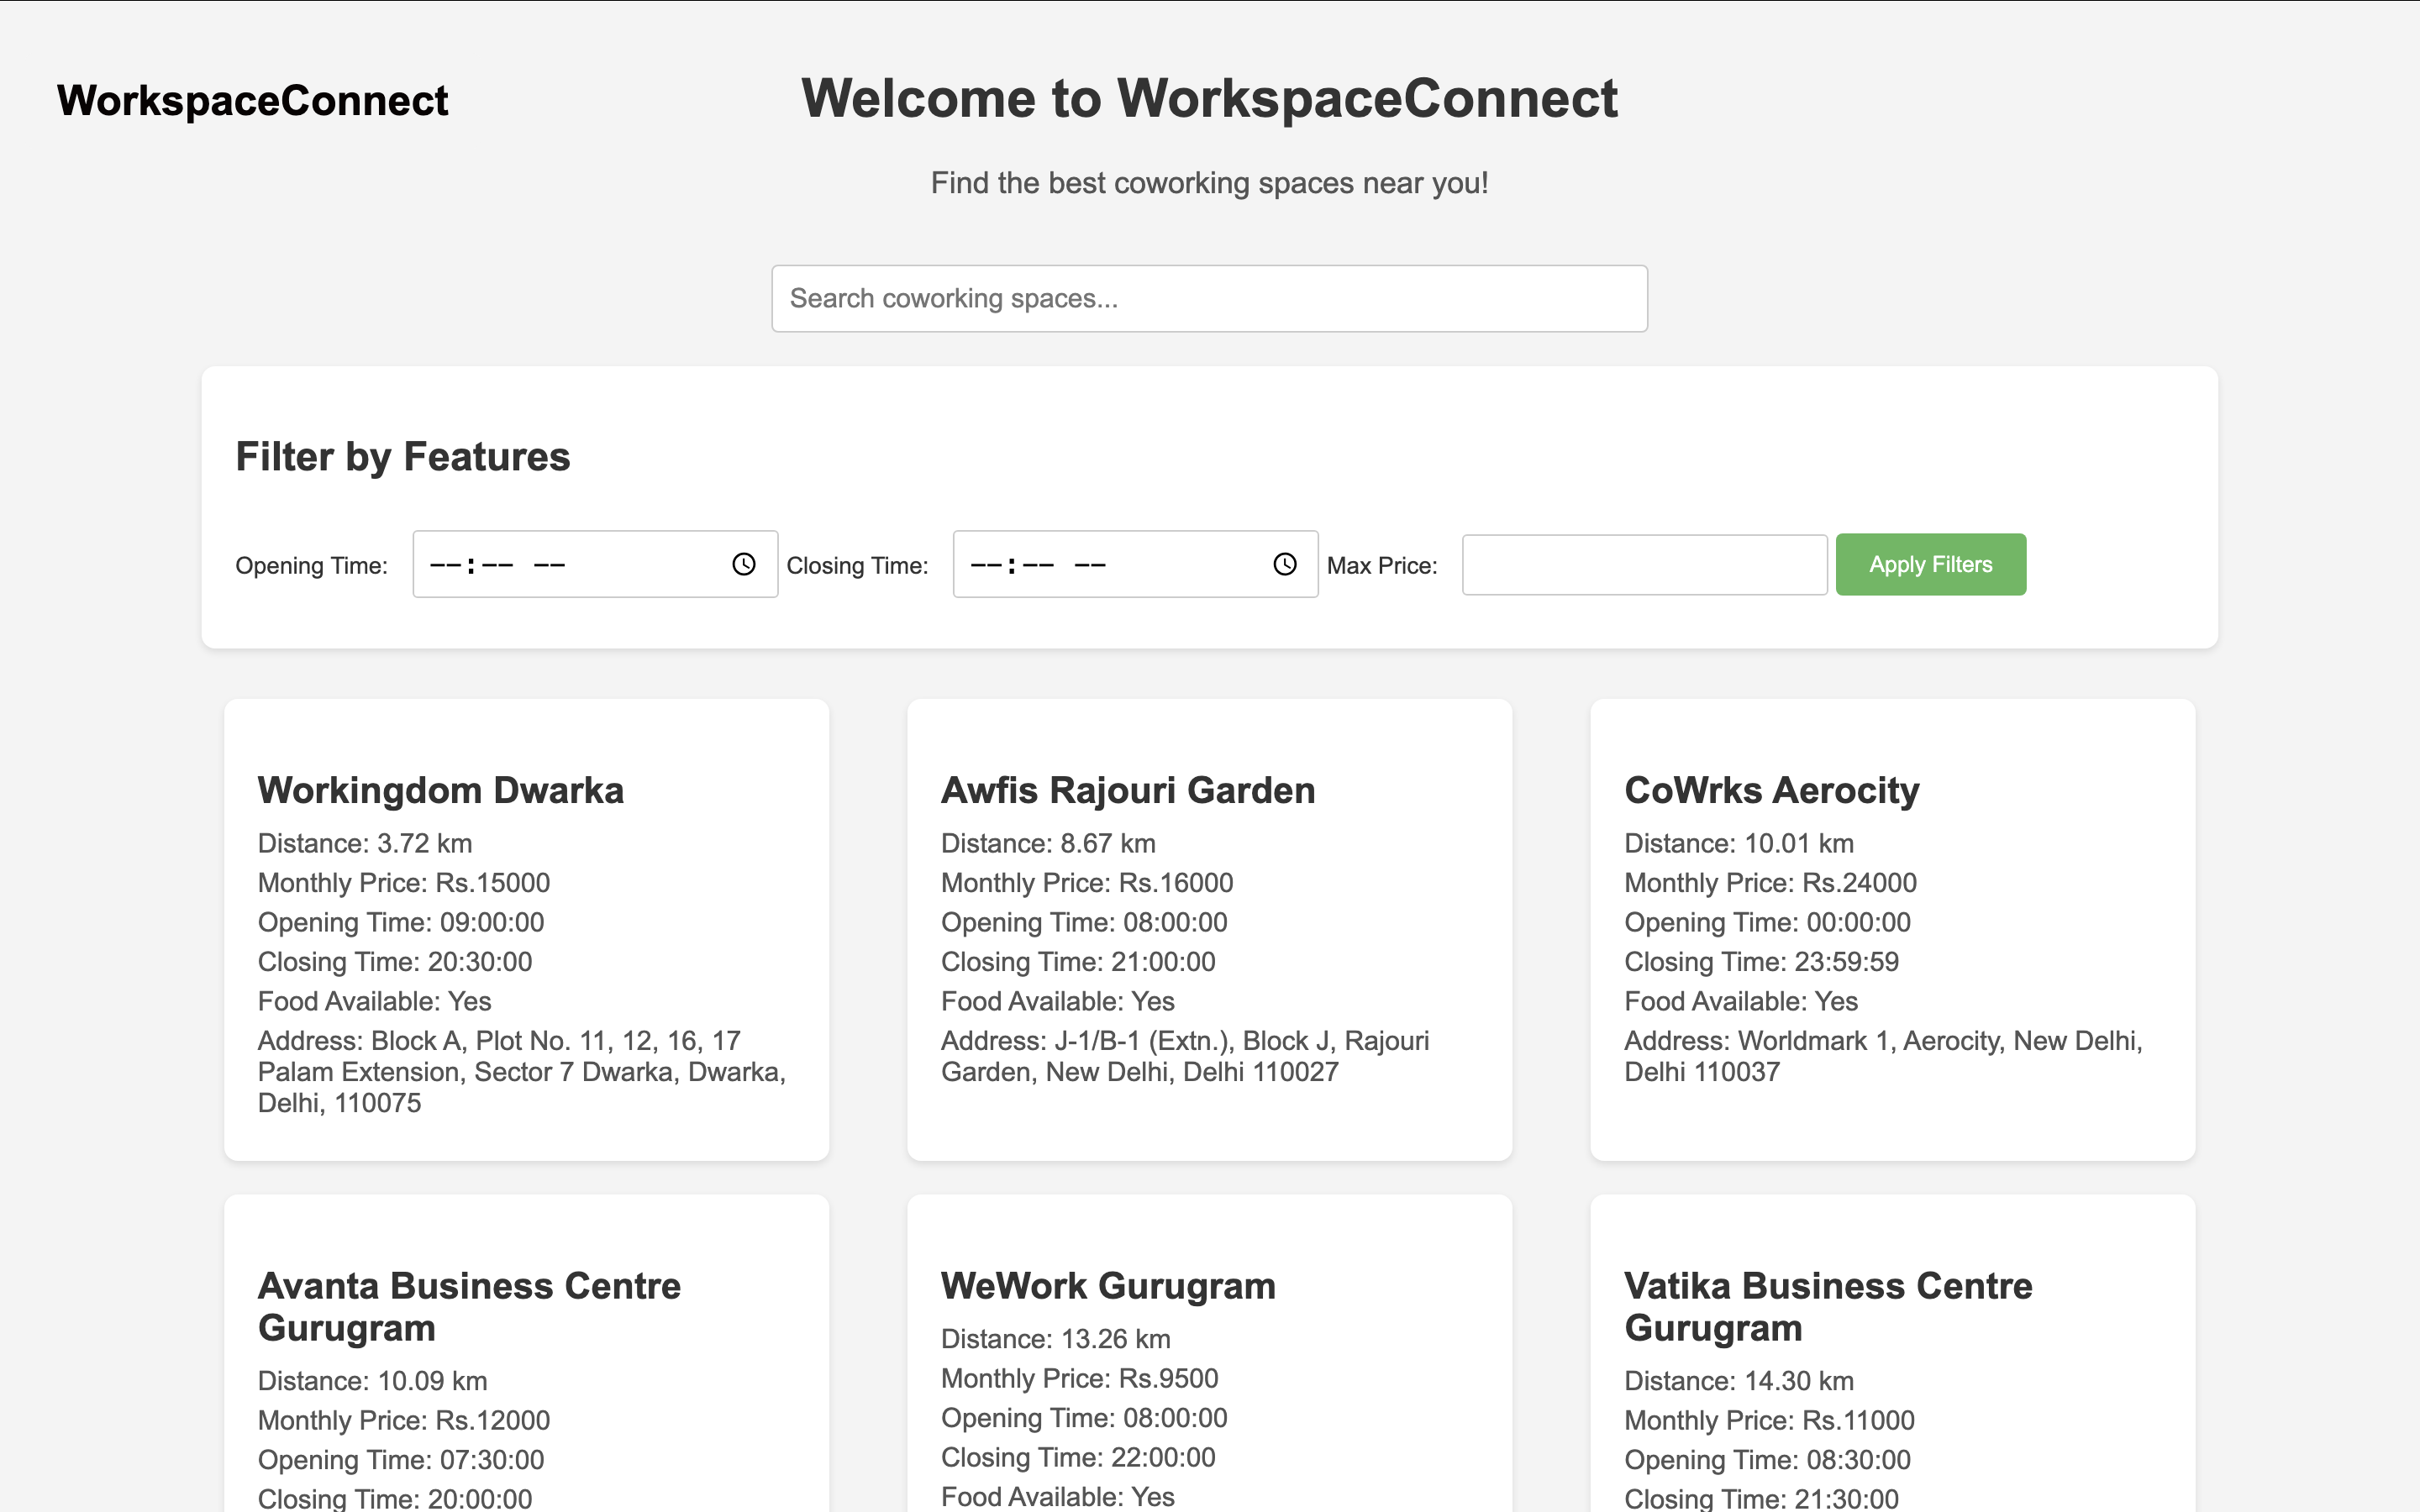 WorkspaceConnect
Welcome to WorkspaceConnect
Find the best coworking spaces near you!
Search coworking spaces...
Filter by Features
Opening Time: --:-- -- Closing Time: --:-- -- Max Price: Apply Filters
Workingdom Dwarka
Distance: 3.72 km
Monthly Price: Rs.15000
Opening Time: 09:00:00
Closing Time: 20:30:00
Food Available: Yes
Address: Block A, Plot No. 11, 12, 16, 17
Palam Extension, Sector 7 Dwarka, Dwarka,
Delhi, 110075
Awfis Rajouri Garden
Distance: 8.67 km
Monthly Price: Rs.16000
Opening Time: 08:00:00
Closing Time: 21:00:00
Food Available: Yes
Address: J-1/B-1 (Extn.), Block J, Rajouri
Garden, New Delhi, Delhi 110027
CoWrks Aerocity
Distance: 10.01 km
Monthly Price: Rs.24000
Opening Time: 00:00:00
Closing Time: 23:59:59
Food Available: Yes
Address: Worldmark 1, Aerocity, New Delhi,
Delhi 110037
Avanta Business Centre
Gurugram
Distance: 10.09 km
Monthly Price: Rs.12000
Opening Time: 07:30:00
Closing Time: 20:00:00
WeWork Gurugram
Distance: 13.26 km
Monthly Price: Rs.9500
Opening Time: 08:00:00
Closing Time: 22:00:00
Food Available: Yes
Vatika Business Centre
Gurugram
Distance: 14.30 km
Monthly Price: Rs.11000
Opening Time: 08:30:00
Closing Time: 21:30:00